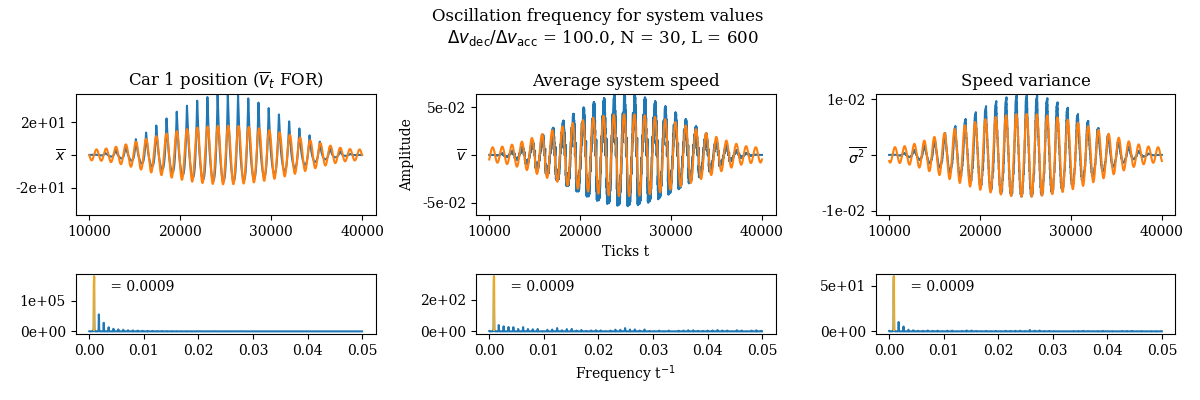 Oscillation frequency for system values
Δv_dec/Δv_acc = 100.0, N = 30, L = 600
Car 1 position (v̅_t FOR)
2e+01
x̅
-2e+01
10000 20000 30000 40000
1e+05
0e+00
= 0.0009
0.00 0.01 0.02 0.03 0.04 0.05
Average system speed
Amplitude
5e-02
v̅
-5e-02
10000 20000 30000 40000
Ticks t
2e+02
0e+00
= 0.0009
0.00 0.01 0.02 0.03 0.04 0.05
Frequency t⁻¹
Speed variance
1e-02
σ̅²
-1e-02
10000 20000 30000 40000
5e+01
0e+00
= 0.0009
0.00 0.01 0.02 0.03 0.04 0.05